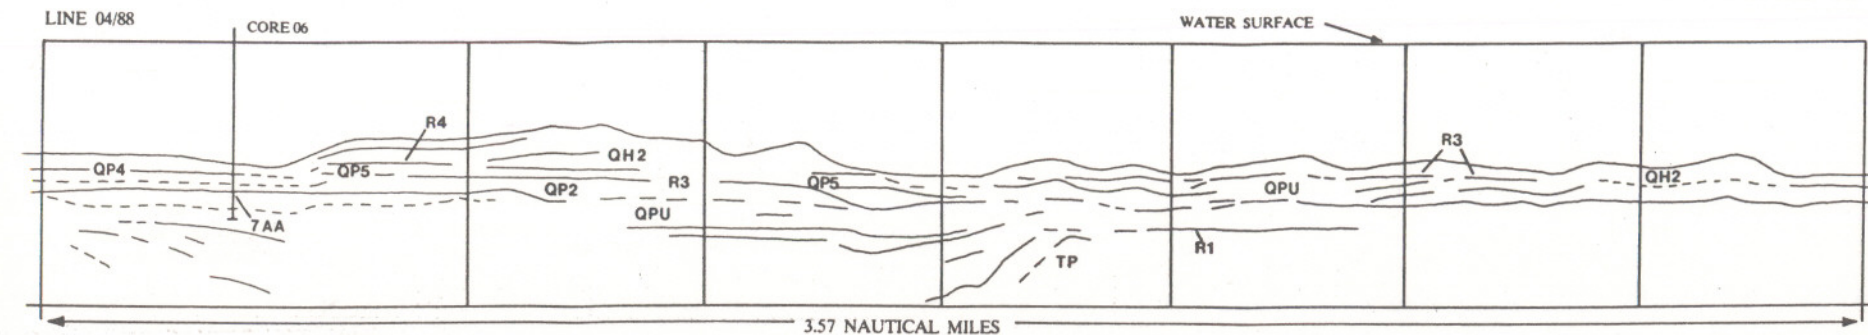 LINE 04/88
CORE 06
WATER SURFACE
R4
R3
QP4
QP5
QH2
QP2
R3
QP5
QPU
QH2
QPU
7AA
R1
TP
3.57 NAUTICAL MILES